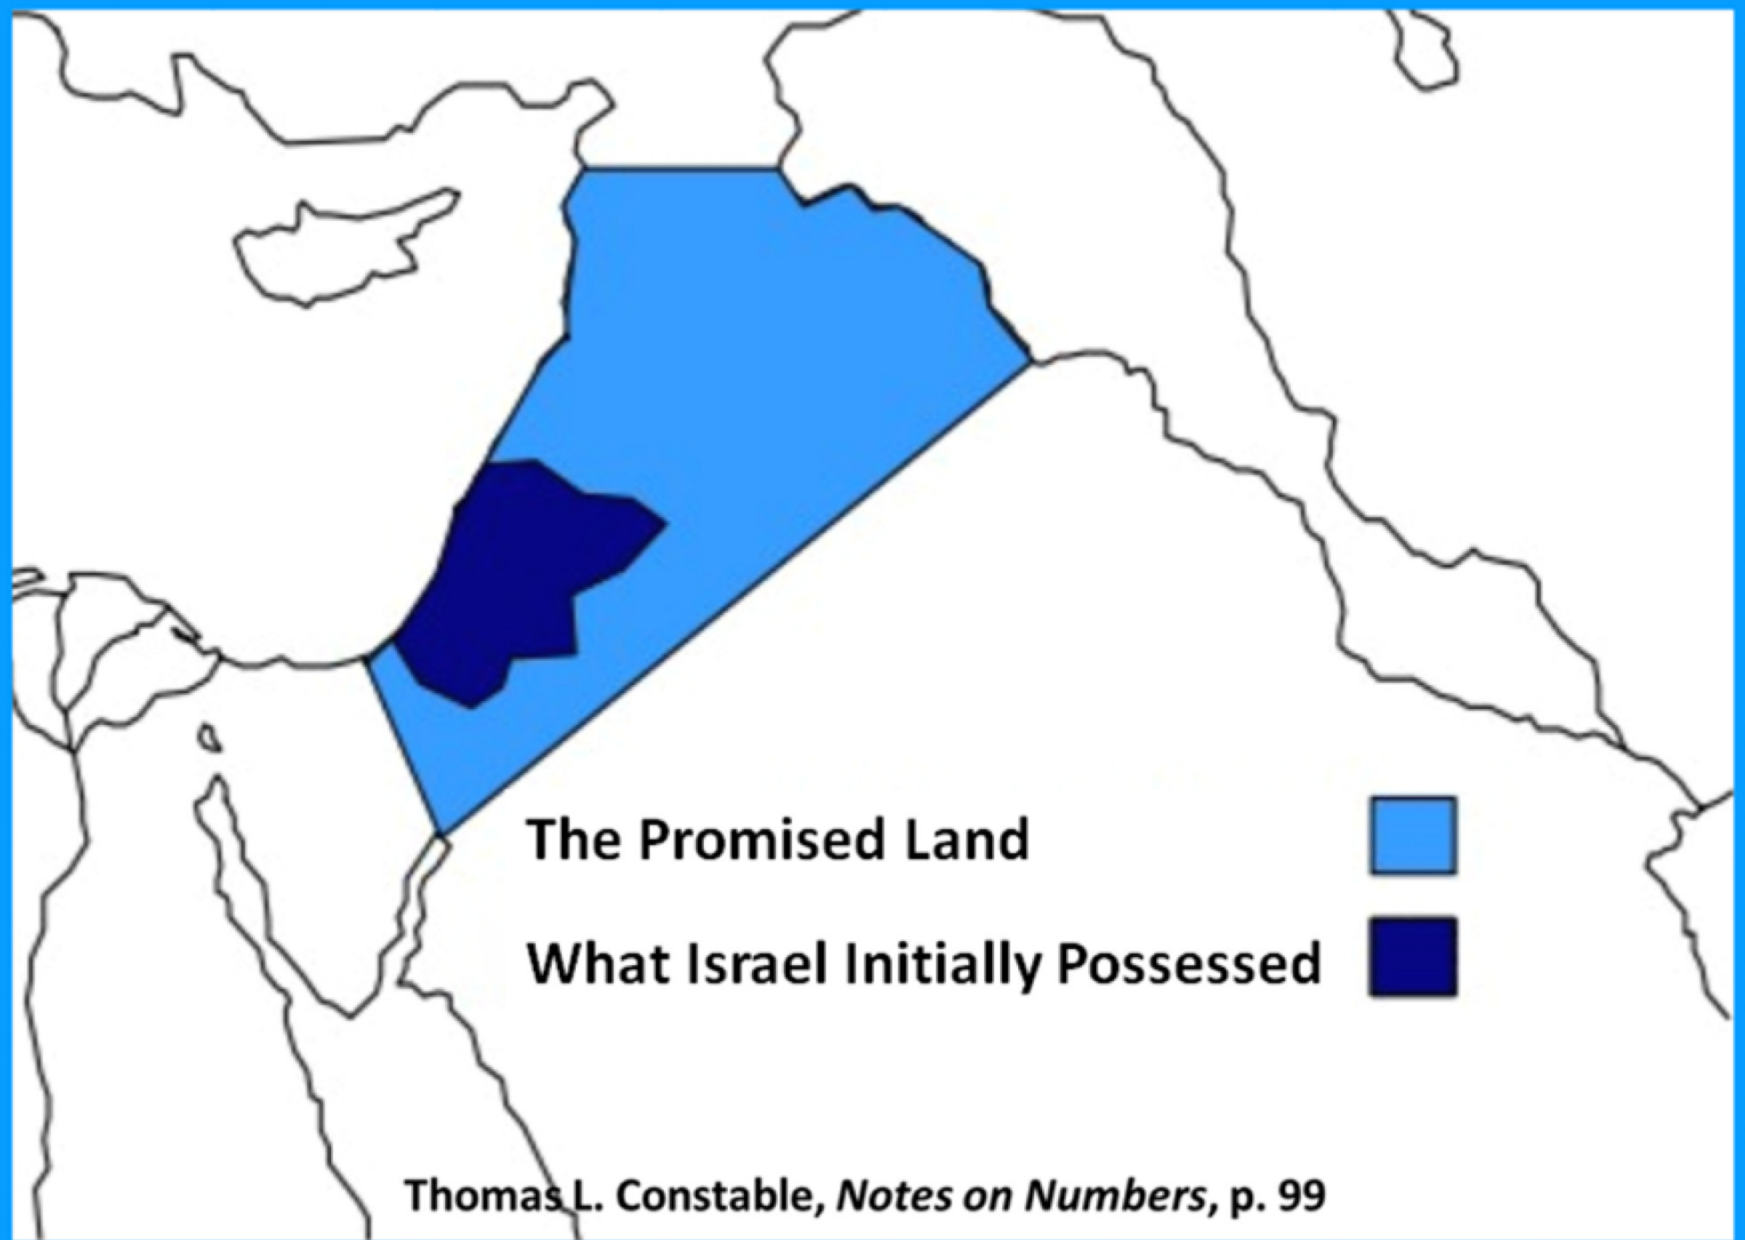 The Promised Land
What Israel Initially Possessed
Thomas L. Constable, Notes on Numbers, p. 99